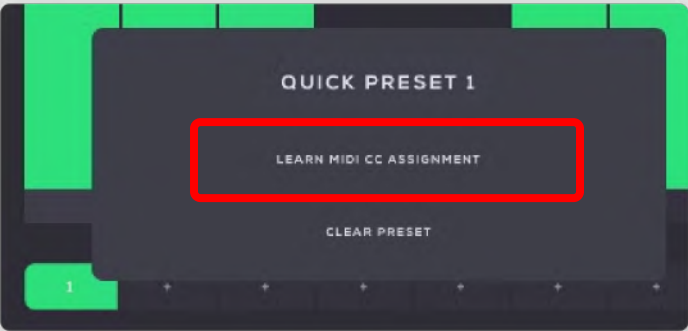 QUICK PRESET 1
LEARN MIDI CC ASSIGNMENT
CLEAR PRESET
1 + + + + + +